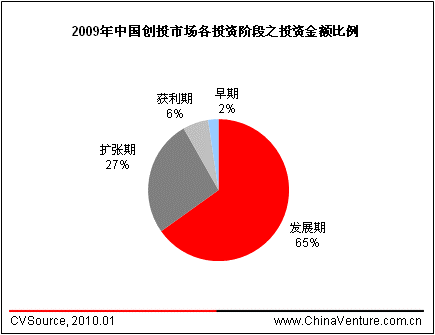 2009年中国创投市场各投资阶段之投资金额比例
早期
2%
获利期
6%
扩张期
27%
发展期
65%
CVSource, 2010.01
www.ChinaVenture.com.cn